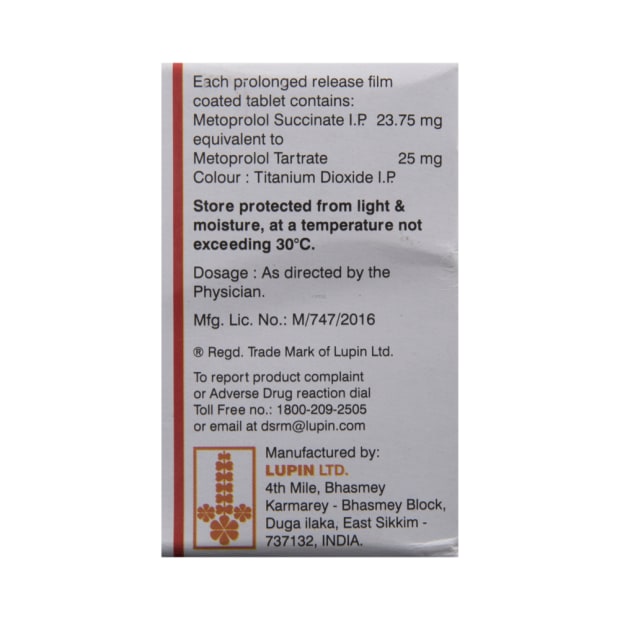 Each prolonged release film
coated tablet contains:
Metoprolol Succinate I.P. 23.75 mg
equivalent to
Metoprolol Tartrate 25 mg
Colour : Titanium Dioxide I.P.
Store protected from light &
moisture, at a temperature not
exceeding 30°C.
Dosage : As directed by the
Physician.
Mfg. Lic. No.: M/747/2016
® Regd. Trade Mark of Lupin Ltd.
To report product complaint
or Adverse Drug reaction dial
Toll Free no.: 1800-209-2505
or email at dsrm@lupin.com
Manufactured by:
LUPIN LTD.
4th Mile, Bhasmey
Karmarey - Bhasmey Block,
Duga ilaka, East Sikkim -
737132, INDIA.